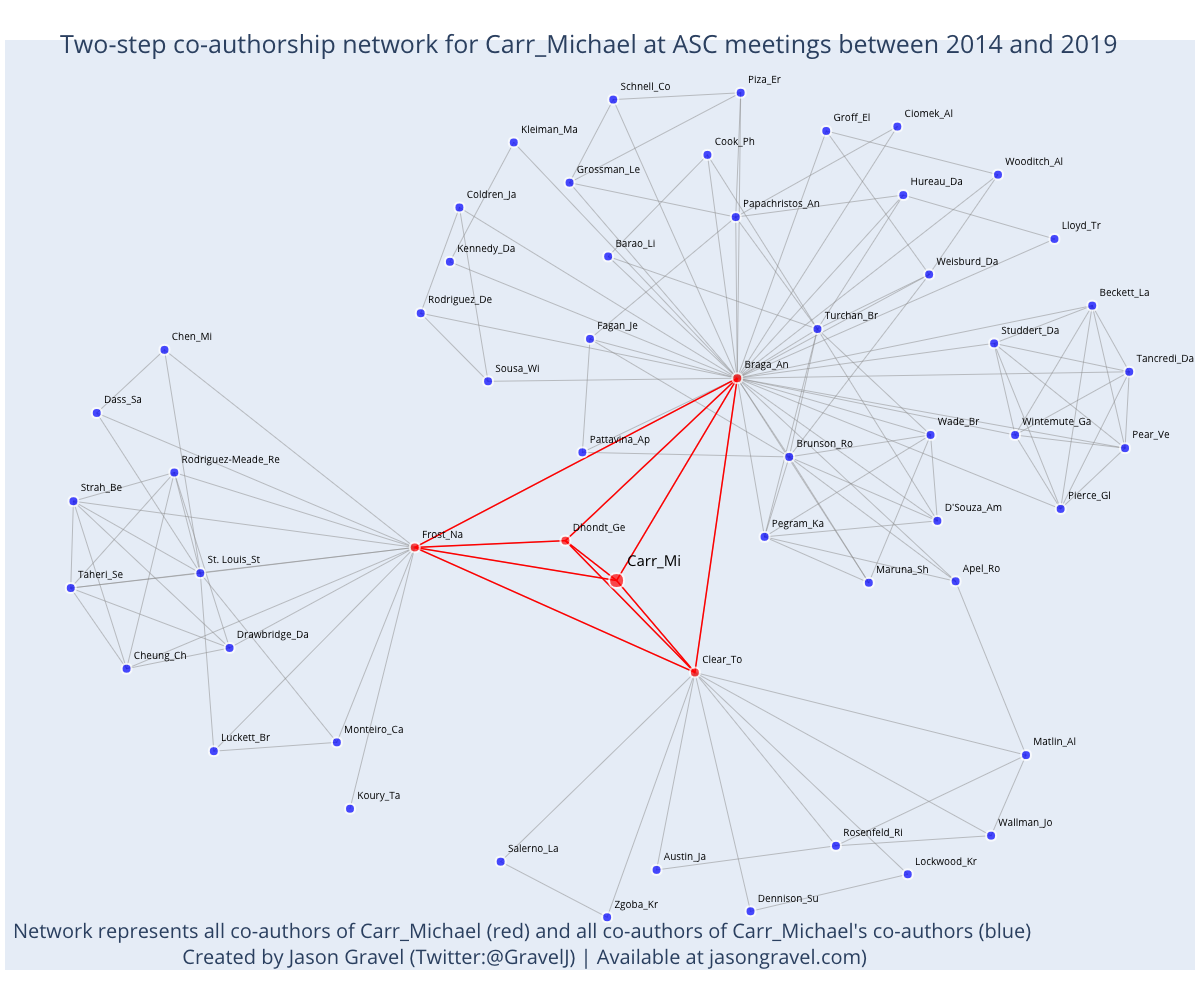 Two-step co-authorship network for Carr_Michael at ASC meetings between 2014 and 2019
Schnell_Co
Piza_Er
Kleiman_Ma
Groff_El
Ciomek_Al
Cook_Ph
Grossman_Le
Wooditch_Al
Coldren_Ja
Hureau_Da
Papachristos_An
Lloyd_Tr
Kennedy_Da
Barao_Li
Weisburd_Da
Rodriguez_De
Beckett_La
Chen_Mi
Fagan_Je
Turchan_Br
Studdert_Da
Tancredi_Da
Sousa_Wi
Braga_An
Dass_Sa
Pattavina_Ap
Brunson_Ro
Wade_Br
Wintemute_Ga
Pear_Ve
Rodriguez-Meade_Re
Strah_Be
Pierce_Gl
D'Souza_Am
Frost_Na
Dhondt_Ge
Pegram_Ka
St. Louis_St
Carr_Mi
Taheri_Se
Maruna_Sh
Apel_Ro
Drawbridge_Da
Cheung_Ch
Clear_To
Luckett_Br
Monteiro_Ca
Matlin_Al
Koury_Ta
Wallman_Jo
Rosenfeld_Ri
Salerno_La
Austin_Ja
Lockwood_Kr
Zgoba_Kr
Dennison_Su
Network represents all co-authors of Carr_Michael (red) and all co-authors of Carr_Michael's co-authors (blue)
Created by Jason Gravel (Twitter:@GravelJ) | Available at jasongravel.com)